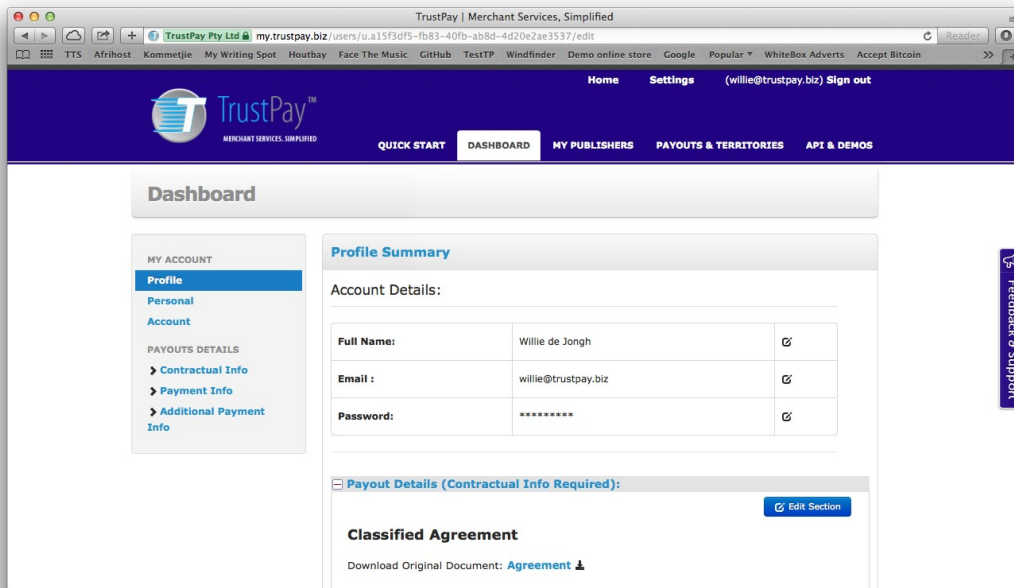 TrustPay | Merchant Services, Simplified
TrustPay Pty Ltd my.trustpay.biz/users/u.a15f3df5-fb83-40fb-ab8d-4d20e2ae3537/edit Reader
TTS Afrihost Kommetjie My Writing Spot Houtbay Face The Music GitHub TestTP Windfinder Demo online store Google Popular WhiteBox Adverts Accept Bitcoin
Home Settings (willie@trustpay.biz) Sign out
TrustPay™
MERCHANT SERVICES. SIMPLIFIED
QUICK START DASHBOARD MY PUBLISHERS PAYOUTS & TERRITORIES API & DEMOS
Dashboard
MY ACCOUNT
Profile
Personal
Account
PAYOUTS DETAILS
Contractual Info
Payment Info
Additional Payment
Info
Profile Summary
Account Details:
Full Name: Willie de Jongh
Email : willie@trustpay.biz
Password: *********
Payout Details (Contractual Info Required):
Edit Section
Classified Agreement
Download Original Document: Agreement
Feedback & Support